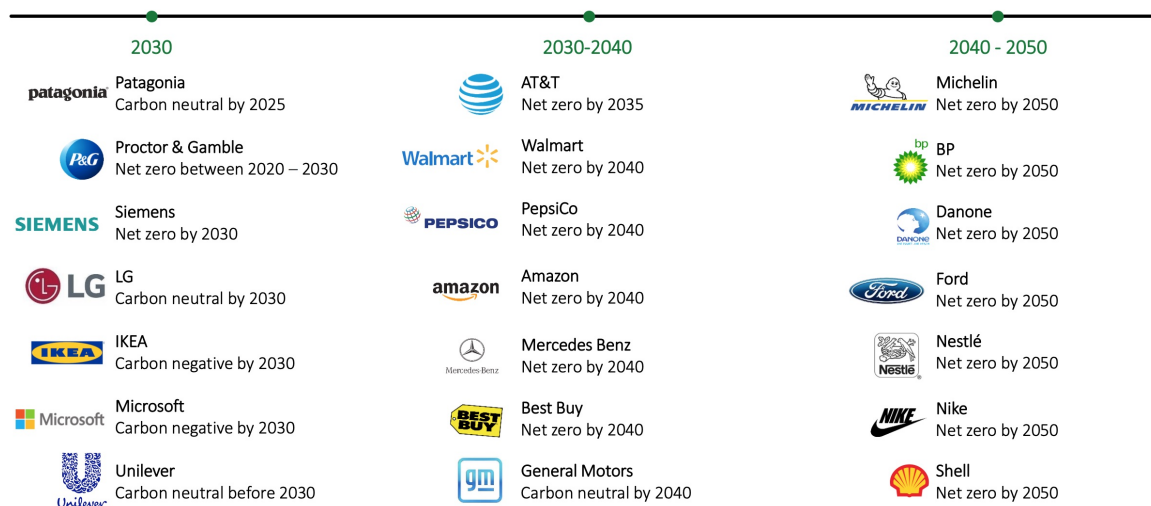 2030
patagonia
Patagonia
Carbon neutral by 2025
P&G
Proctor & Gamble
Net zero between 2020 – 2030
SIEMENS
Siemens
Net zero by 2030
LG
LG
Carbon neutral by 2030
IKEA
IKEA
Carbon negative by 2030
Microsoft
Microsoft
Carbon negative by 2030
Unilever
Unilever
Carbon neutral before 2030
2030-2040
AT&T
Net zero by 2035
Walmart
Walmart
Net zero by 2040
PEPSICO
PepsiCo
Net zero by 2040
amazon
Amazon
Net zero by 2040
Mercedes-Benz
Mercedes Benz
Net zero by 2040
BEST
BUY
Best Buy
Net zero by 2040
gm
General Motors
Carbon neutral by 2040
2040 - 2050
MICHELIN
Michelin
Net zero by 2050
bp
BP
Net zero by 2050
DANONE
Danone
Net zero by 2050
Ford
Ford
Net zero by 2050
Nestlé
Nestlé
Net zero by 2050
NIKE
Nike
Net zero by 2050
Shell
Net zero by 2050